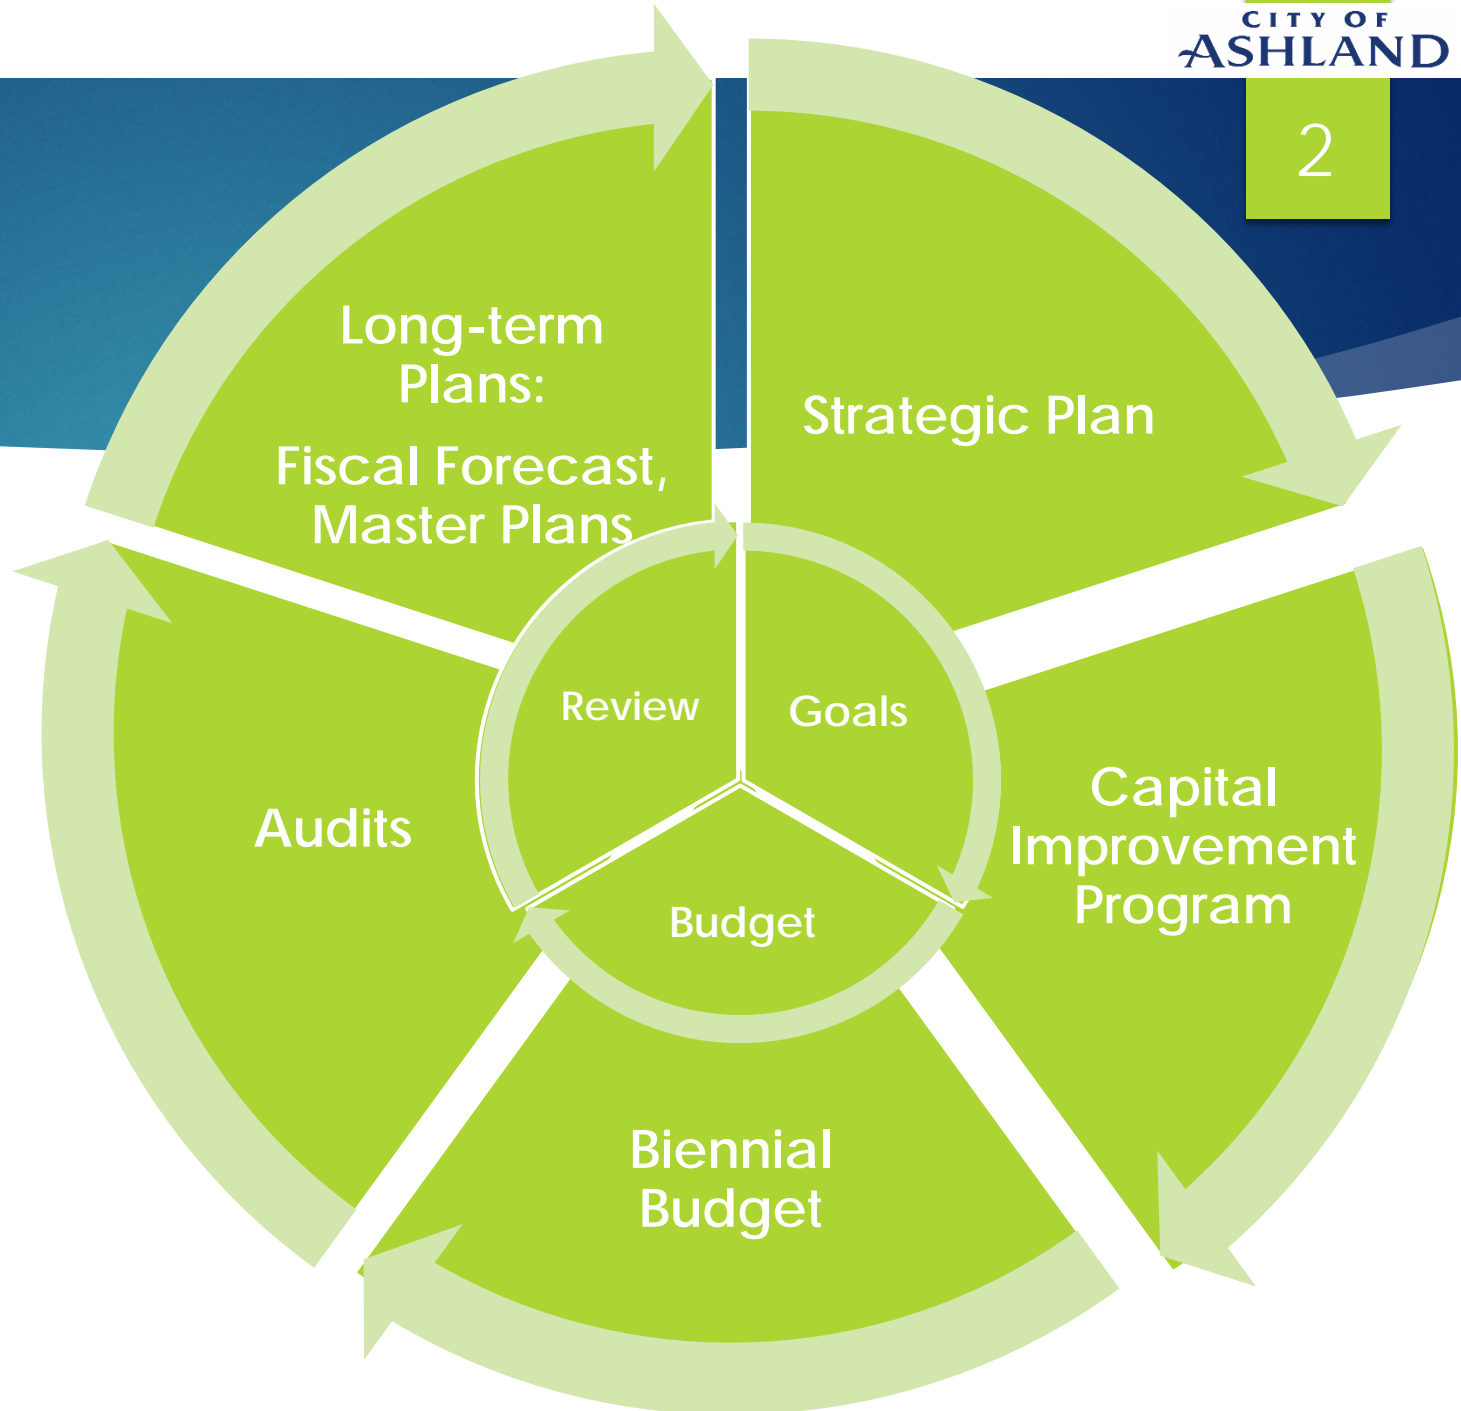 CITY OF
ASHLAND
2
Long-term
Plans:
Fiscal Forecast,
Master Plans
Strategic Plan
Review
Goals
Capital
Improvement
Program
Audits
Budget
Biennial
Budget